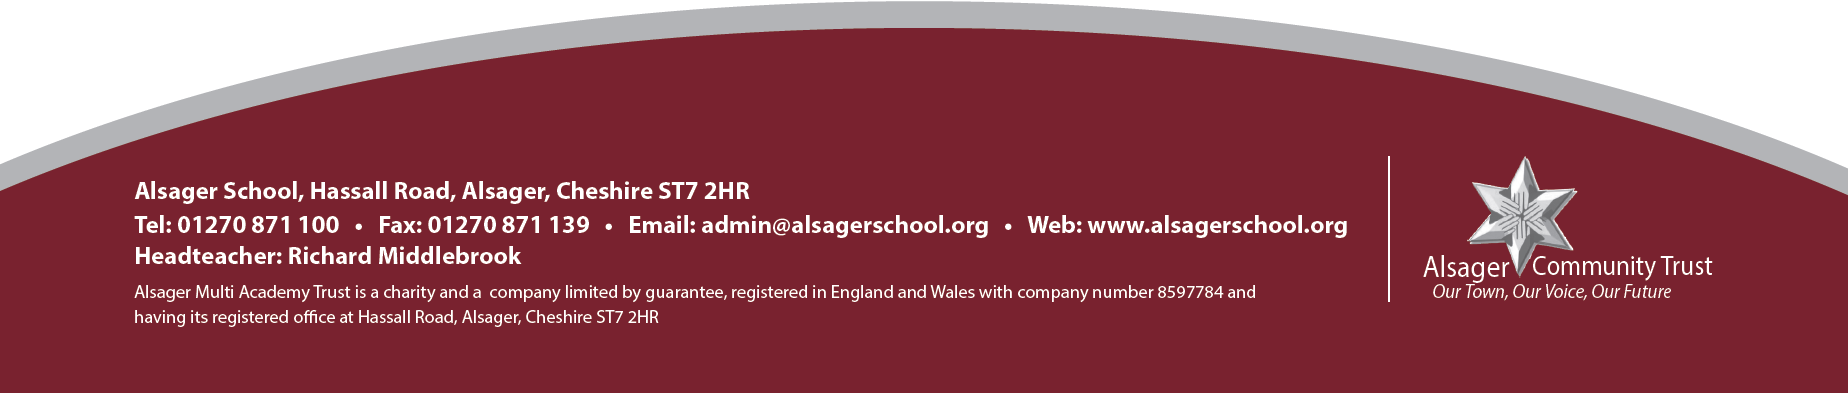 Alsager School, Hassall Road, Alsager, Cheshire ST7 2HR
Tel: 01270 871 100 • Fax: 01270 871 139 • Email: admin@alsagerschool.org • Web: www.alsagerschool.org
Headteacher: Richard Middlebrook
Alsager Multi Academy Trust is a charity and a company limited by guarantee, registered in England and Wales with company number 8597784 and
having its registered office at Hassall Road, Alsager, Cheshire ST7 2HR
Alsager Community Trust
Our Town, Our Voice, Our Future